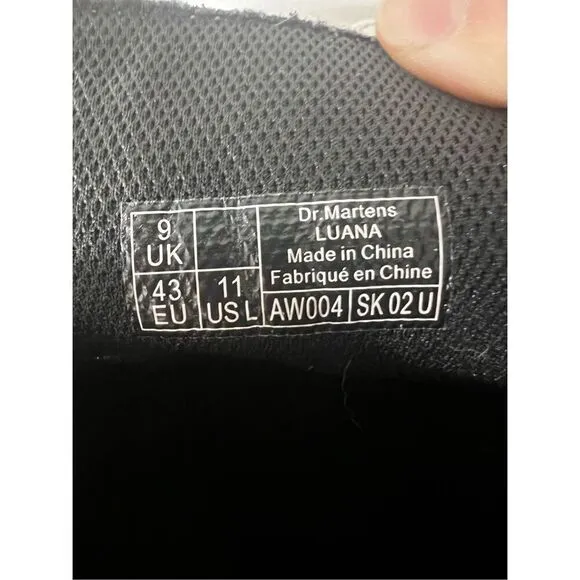 9
UK
43
EU
11
US L
Dr.Martens
LUANA
Made in China
Fabriqué en Chine
AW004
SK 02 U